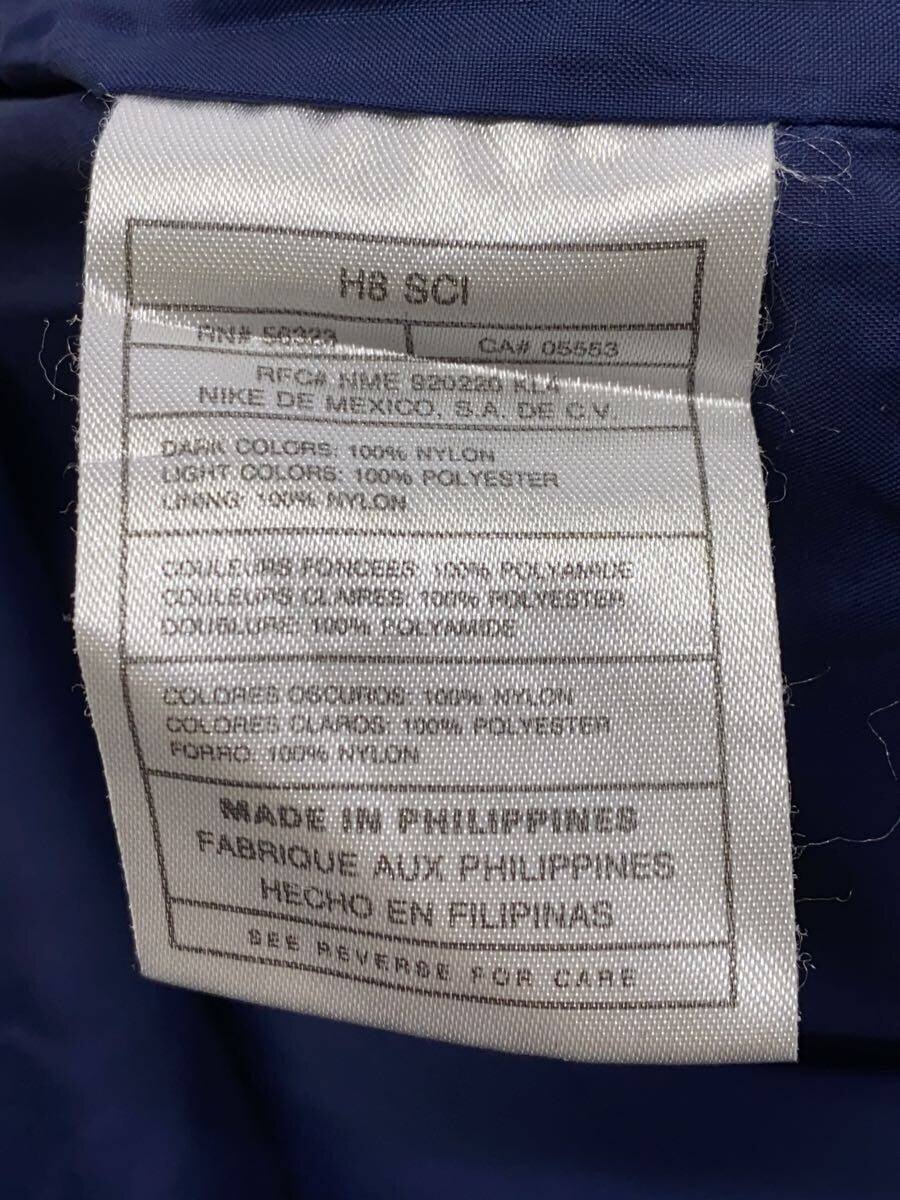 H8 SCI
RN# 56323
CA# 05553
RFC# NME 920220 KL4
NIKE DE MEXICO, S.A. DE C.V.
DARK COLORS: 100% NYLON
LIGHT COLORS: 100% POLYESTER
LINING: 100% NYLON
COULEURS FONCEES: 100% POLYAMIDE
COULEURS CLAIRES: 100% POLYESTER
DOUBLURE: 100% POLYAMIDE
COLORES OSCUROS: 100% NYLON
COLORES CLAROS: 100% POLYESTER
FORRO: 100% NYLON
MADE IN PHILIPPINES
FABRIQUE AUX PHILIPPINES
HECHO EN FILIPINAS
SEE REVERSE FOR CARE